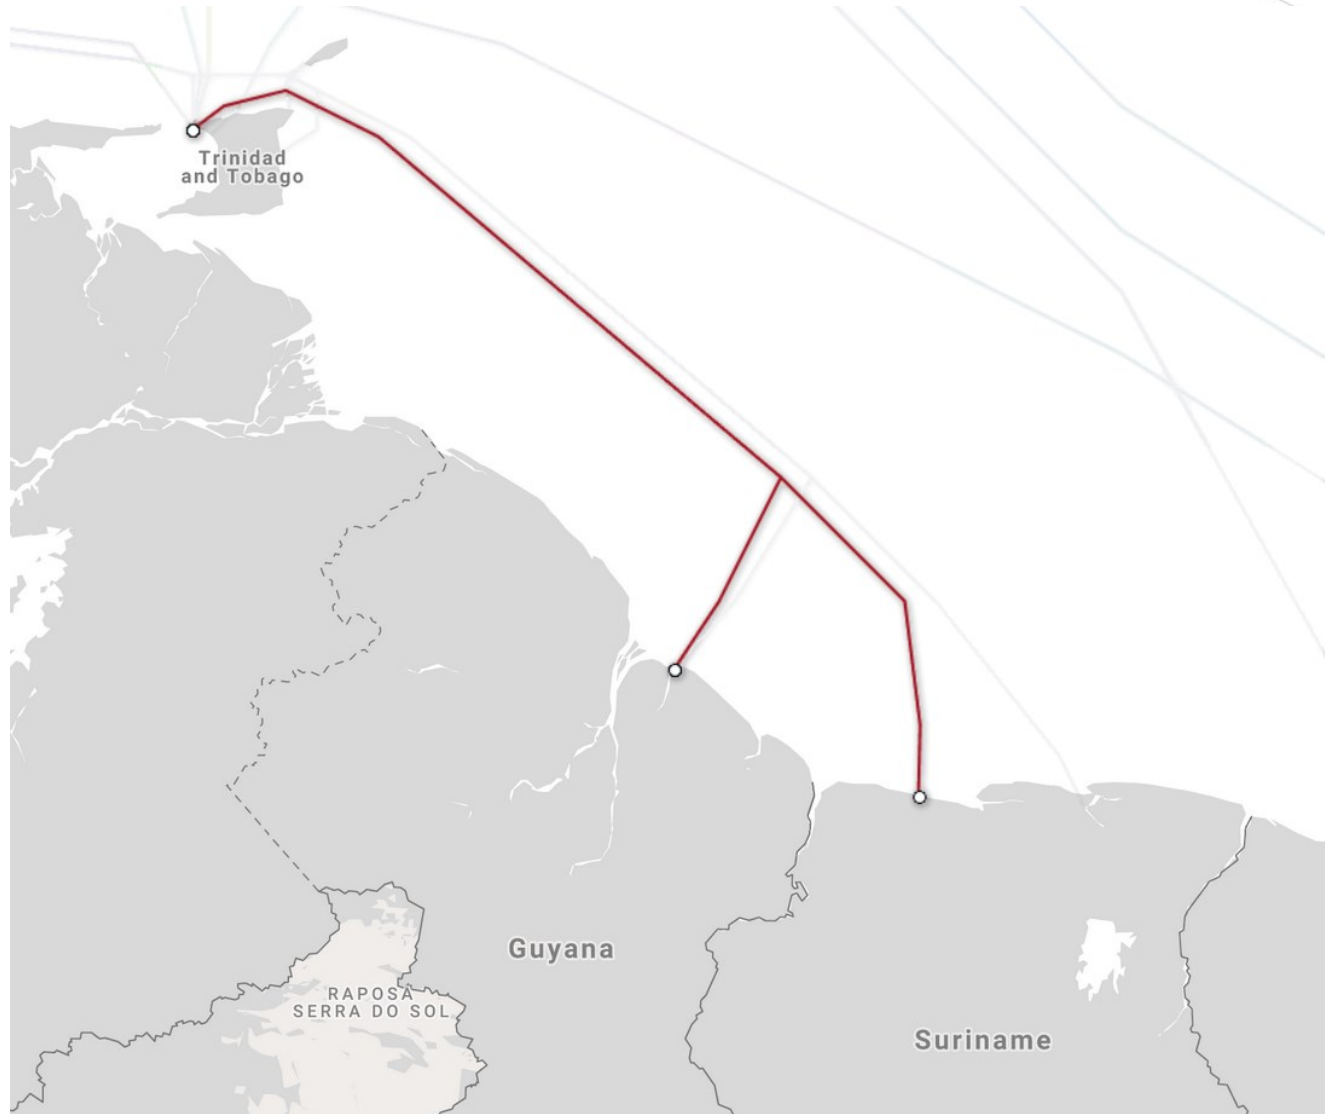 Trinidad
and Tobago
Guyana
RAPOSA
SERRA DO SOL
Suriname